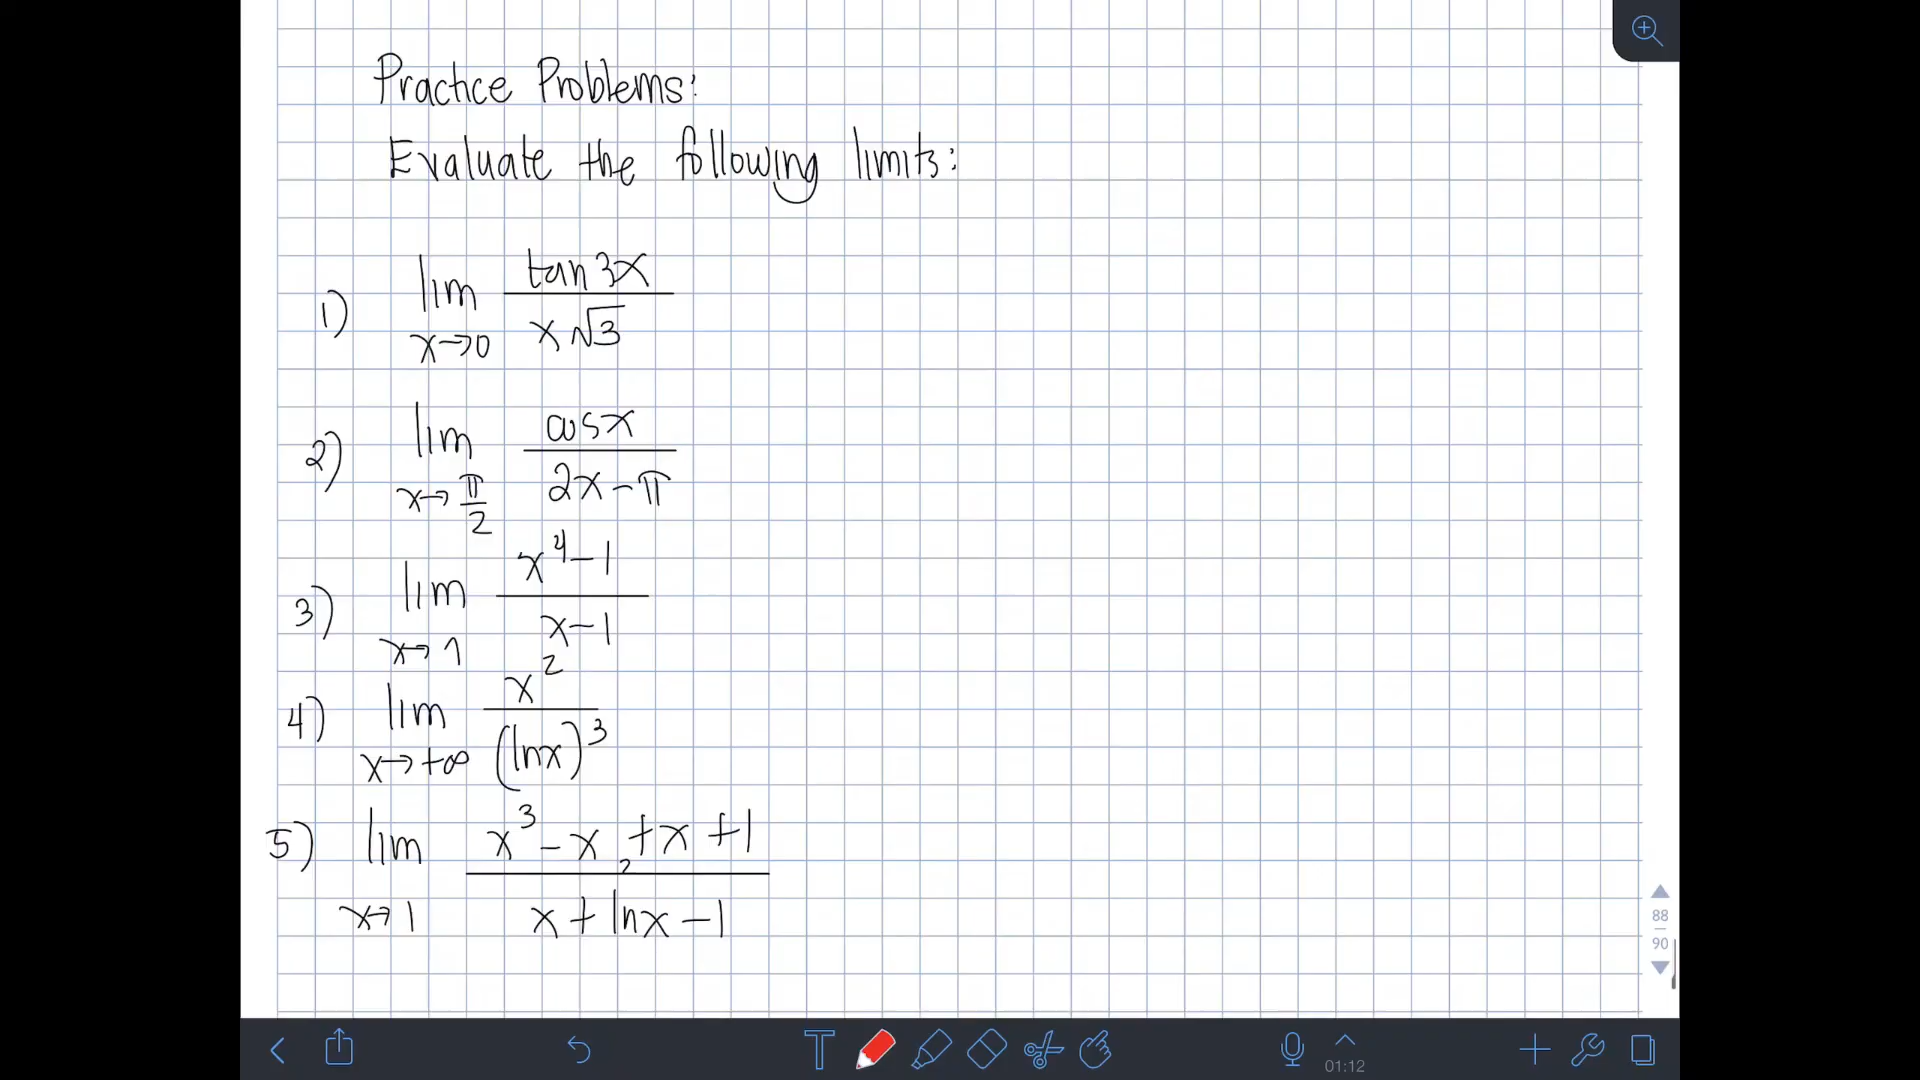 Practice Problems:
Evaluate the following limits:
1) lim x→0 tan 3x / x√3
2) lim x→π/2 cos x / 2x − π
3) lim x→1 x⁴ − 1 / x − 1
4) lim x→+∞ x² / (ln x)³
5) lim x→1 x³ − x₂ + x + 1 / x + ln x − 1
88
90
T
01:12